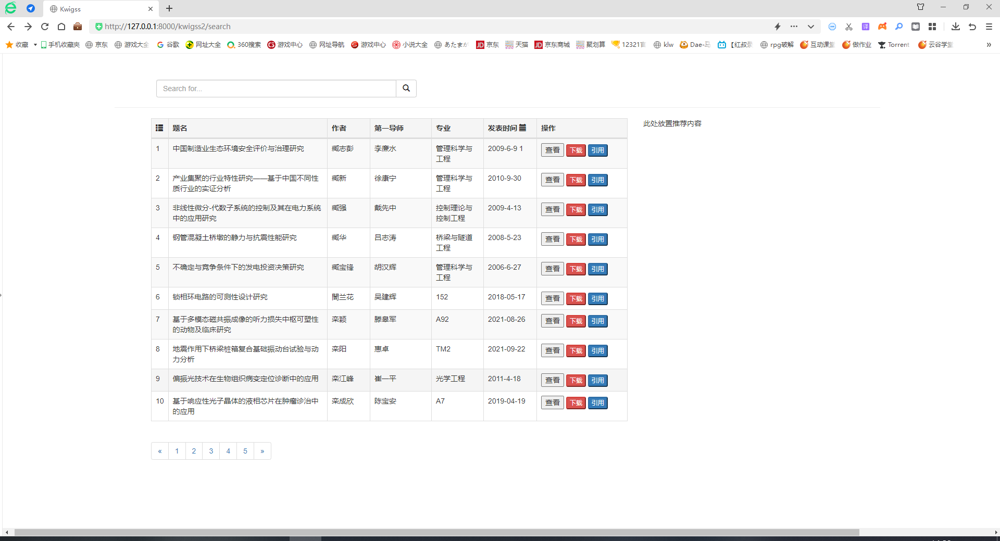 Kwigss
http://127.0.0.1:8000/kwigss2/search
收藏 手机收藏夹 京东 游戏大全 谷歌 网址大全 360搜索 游戏中心 网址导航 游戏中心 小说大全 あたまが 京东 天猫 京东商城 聚划算 12321官 klw Dae-马 【红叔景 rpg破解 互动课堂 做作业 Torrent 云谷学堂 »
Search for...
题名 作者 第一导师 专业 发表时间 操作
此处放置推荐内容
1 中国制造业生态环境安全评价与治理研究 臧志彭 李廉水 管理科学与
工程 2009-6-9 1 查看 下载 引用
2 产业集聚的行业特性研究——基于中国不同性
质行业的实证分析 臧新 徐康宁 管理科学与
工程 2010-9-30 查看 下载 引用
3 非线性微分-代数子系统的控制及其在电力系统
中的应用研究 臧强 戴先中 控制理论与
控制工程 2009-4-13 查看 下载 引用
4 钢管混凝土桥墩的静力与抗震性能研究 臧华 吕志涛 桥梁与隧道
工程 2008-5-23 查看 下载 引用
5 不确定与竞争条件下的发电投资决策研究 臧宝锋 胡汉辉 管理科学与
工程 2006-6-27 查看 下载 引用
6 锁相环电路的可测性设计研究 閤兰花 吴建辉 152 2018-05-17 查看 下载 引用
7 基于多模态磁共振成像的听力损失中枢可塑性
的动物及临床研究 栾颖 滕皋军 A92 2021-08-26 查看 下载 引用
8 地震作用下桥梁桩箱复合基础振动台试验与动
力分析 栾阳 惠卓 TM2 2021-09-22 查看 下载 引用
9 偏振光技术在生物组织病变定位诊断中的应用 栾江峰 崔一平 光学工程 2011-4-18 查看 下载 引用
10 基于响应性光子晶体的液相芯片在肿瘤诊治中
的应用 栾成欣 陈宝安 A7 2019-04-19 查看 下载 引用
« 1 2 3 4 5 »